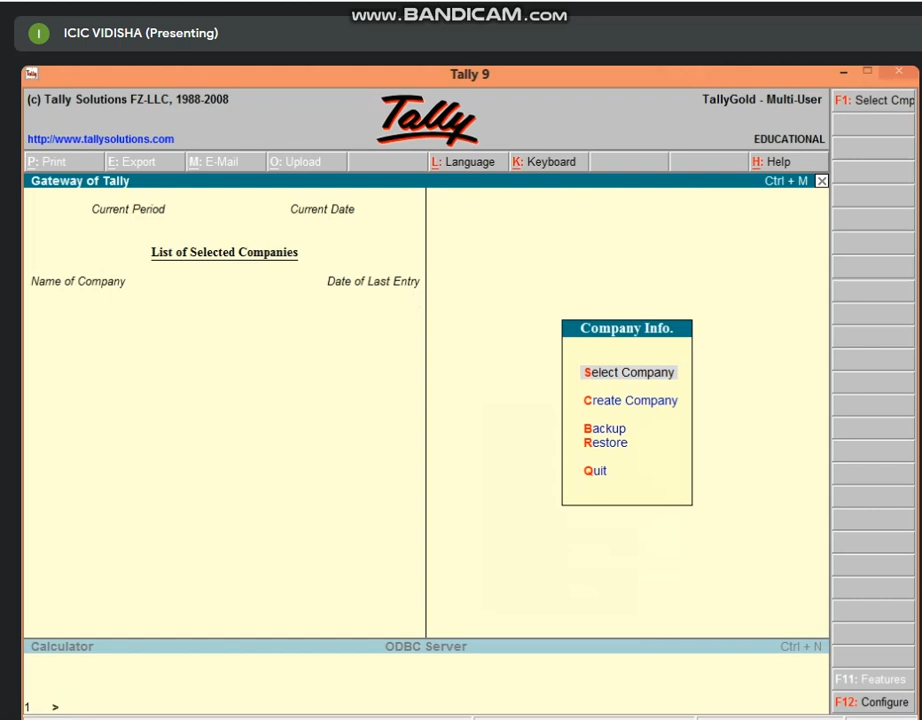 WWW.BANDICAM.COM
I ICIC VIDISHA (Presenting)
Tally Tally 9
(c) Tally Solutions FZ-LLC, 1988-2008
http://www.tallysolutions.com
Tally
TallyGold - Multi-User
EDUCATIONAL
F1: Select Cmp
P: Print E: Export M: E-Mail O: Upload L: Language K: Keyboard H: Help
Gateway of Tally Ctrl + M
Current Period Current Date
List of Selected Companies
Name of Company Date of Last Entry
Company Info.
Select Company
Create Company
Backup
Restore
Quit
Calculator ODBC Server Ctrl + N
1 >
F11: Features
F12: Configure